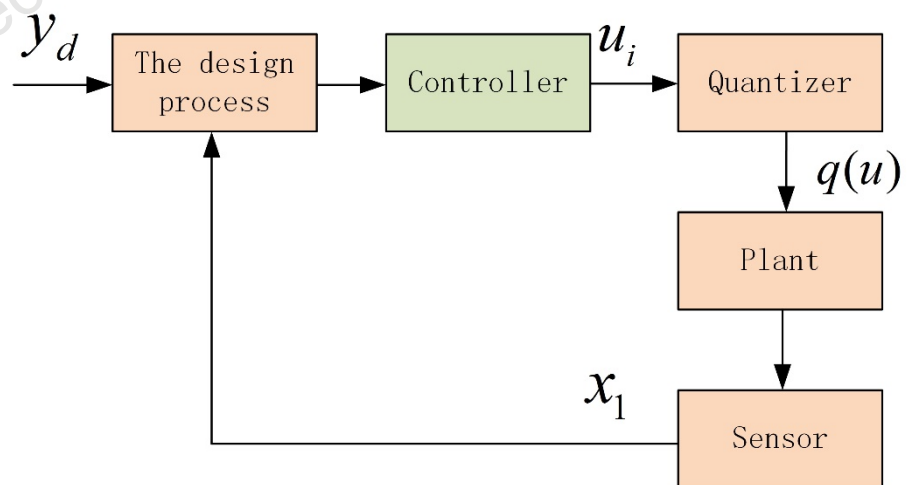 y_d
The design
process
Controller
u_i
Quantizer
q(u)
Plant
x_1
Sensor